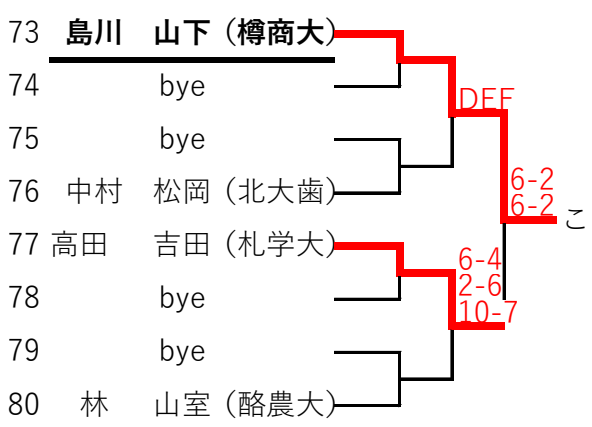 73 島川 山下（樽商大）
74 bye
DEF
75 bye
76 中村 松岡（北大歯）
6-2
6-2
こ
77 高田 吉田（札学大）
6-4
2-6
10-7
78 bye
79 bye
80 林 山室（酪農大）